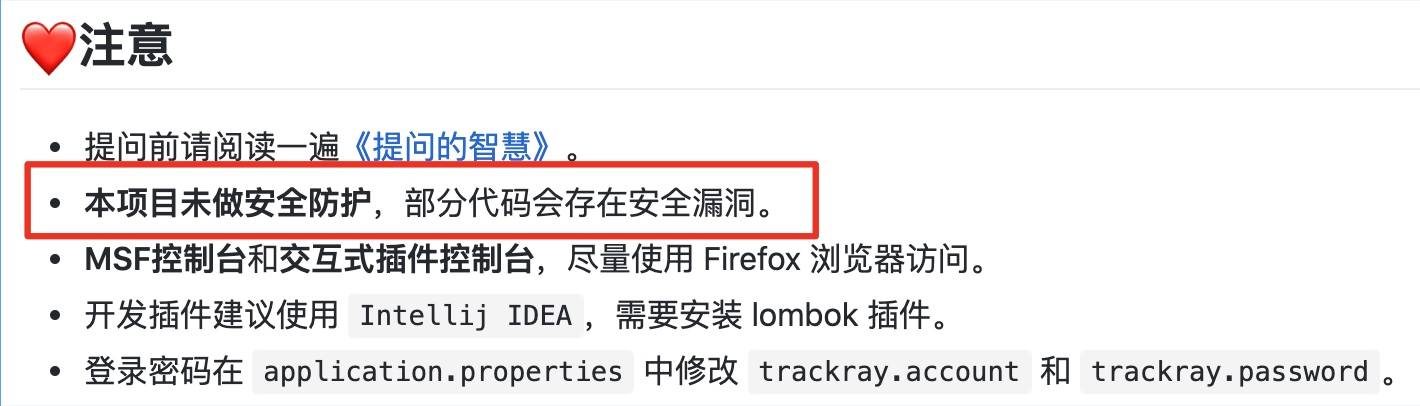 ❤️注意
提问前请阅读一遍《提问的智慧》。
本项目未做安全防护，部分代码会存在安全漏洞。
MSF控制台和交互式插件控制台，尽量使用 Firefox 浏览器访问。
开发插件建议使用 Intellij IDEA，需要安装 lombok 插件。
登录密码在 application.properties 中修改 trackray.account 和 trackray.password。